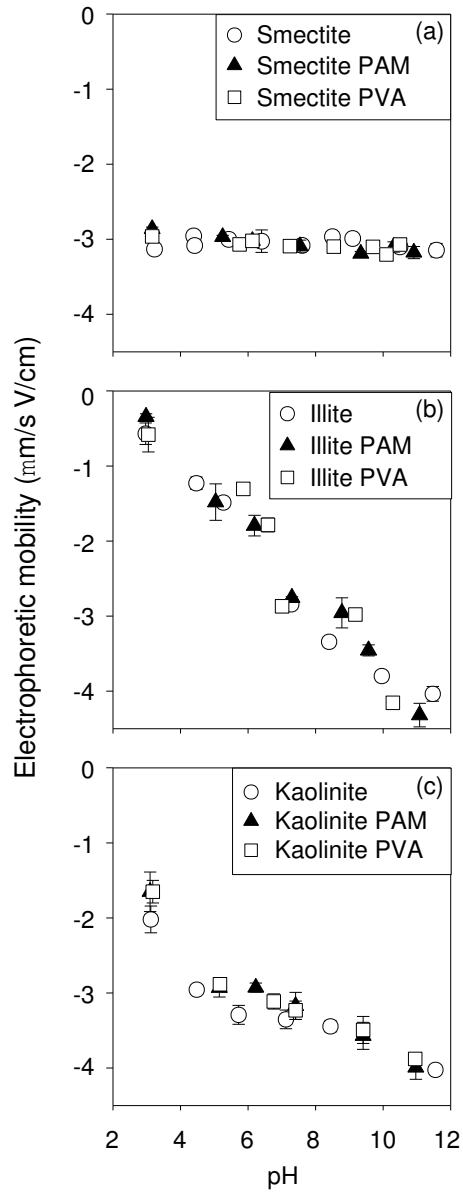 0
(a)
Smectite
Smectite PAM
Smectite PVA
-1
-2
-3
-4
0
(b)
Illite
Illite PAM
Illite PVA
-1
-2
-3
-4
Electrophoretic mobility (mm/s V/cm)
0
(c)
Kaolinite
Kaolinite PAM
Kaolinite PVA
-1
-2
-3
-4
2 4 6 8 10 12
pH